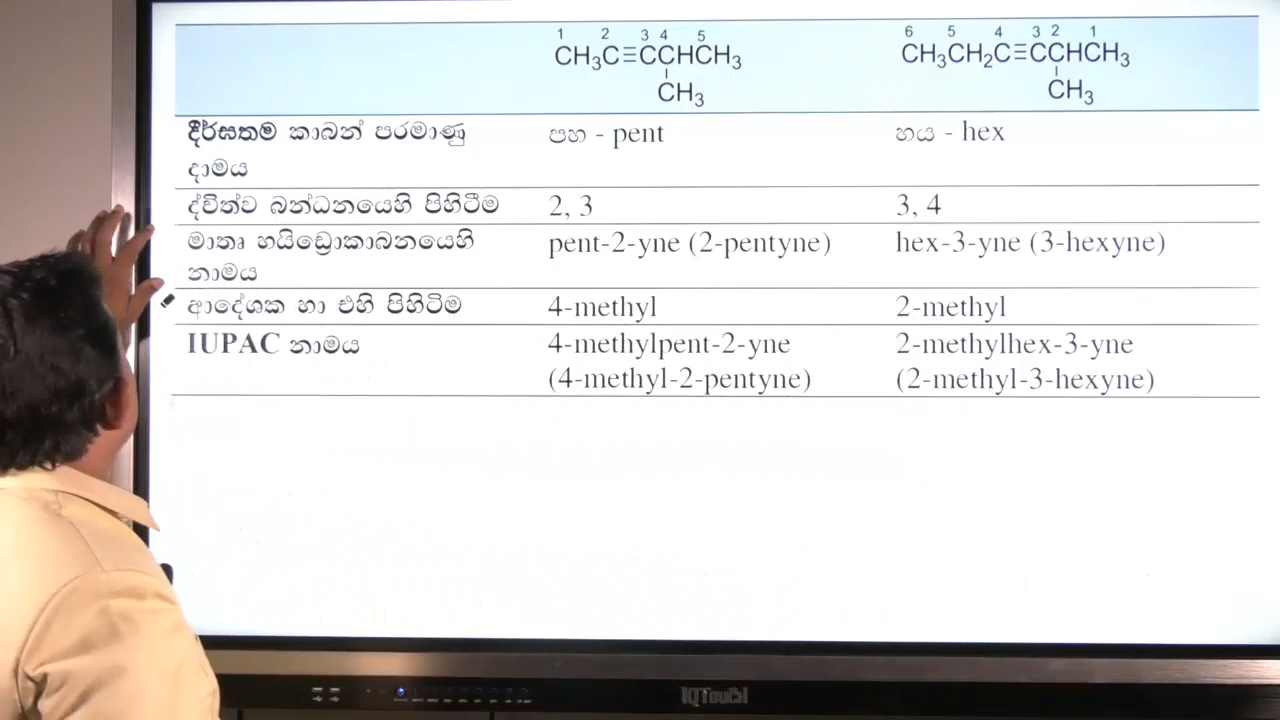 1 2 3 4 5
CH₃C≡CCHCH₃
CH₃
6 5 4 3 2 1
CH₃CH₂C≡CCHCH₃
CH₃
දීර්ඝතම කාබන් පරමාණු
දාමය
පහ - pent
හය - hex
ද්විත්ව බන්ධනයෙහි පිහිටීම
2, 3
3, 4
මාතෘ හයිඩ්‍රොකාබනයෙහි
නාමය
pent-2-yne (2-pentyne)
hex-3-yne (3-hexyne)
ආදේශක හා එහි පිහිටිම
4-methyl
2-methyl
IUPAC නාමය
4-methylpent-2-yne
(4-methyl-2-pentyne)
2-methylhex-3-yne
(2-methyl-3-hexyne)
IQTouch